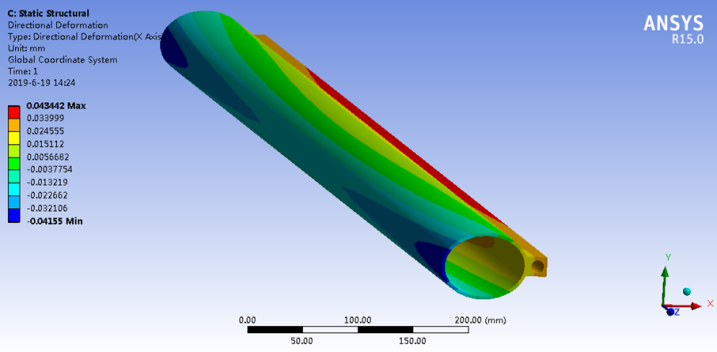 C: Static Structural
Directional Deformation
Type: Directional Deformation(X Axis
Unit: mm
Global Coordinate System
Time: 1
2019-6-19 14:24
0.043442 Max
0.033999
0.024555
0.015112
0.0056682
-0.0037754
-0.013219
-0.022662
-0.032106
-0.04155 Min
ANSYS
R15.0
0.00
100.00
200.00 (mm)
50.00
150.00
Y
X
Z